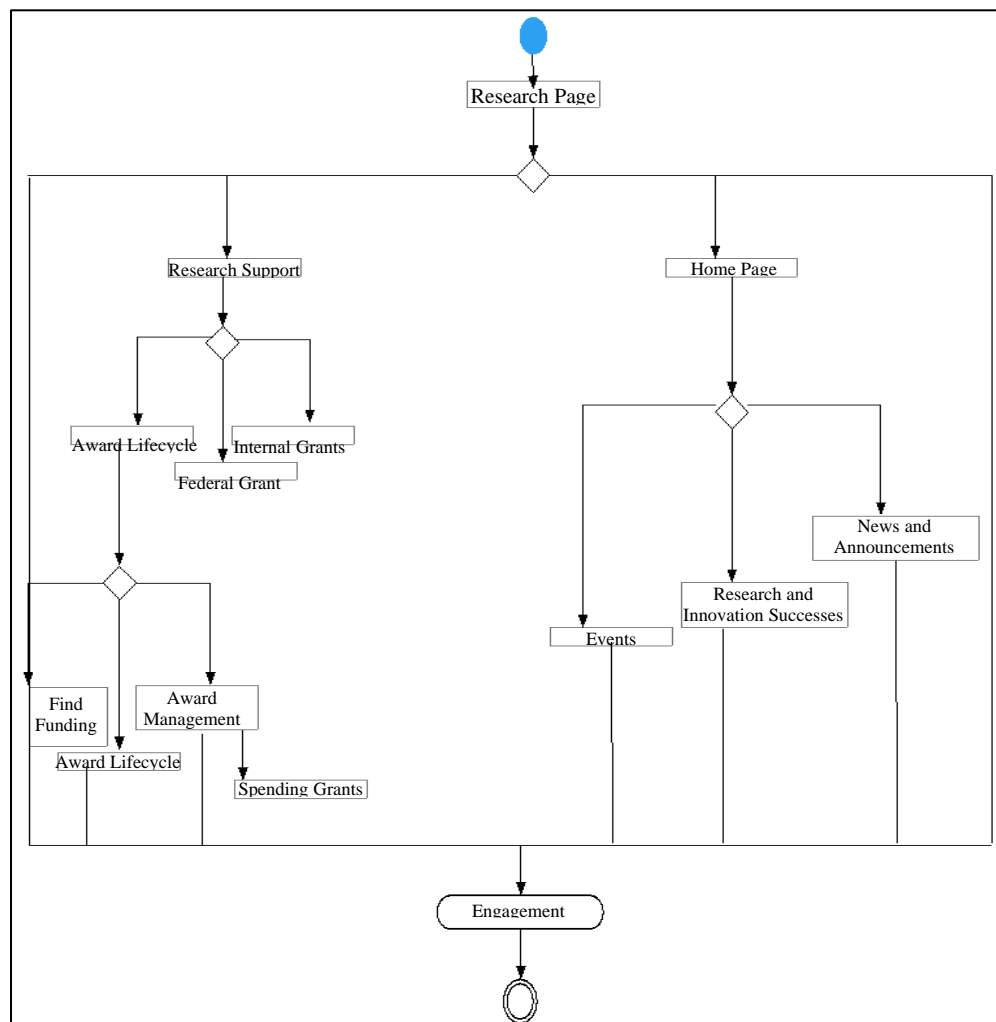 Research Page
Research Support
Home Page
Award Lifecycle
Internal Grants
Federal Grant
News and
Announcements
Research and
Innovation Successes
Events
Find
Funding
Award
Management
Award Lifecycle
Spending Grants
Engagement